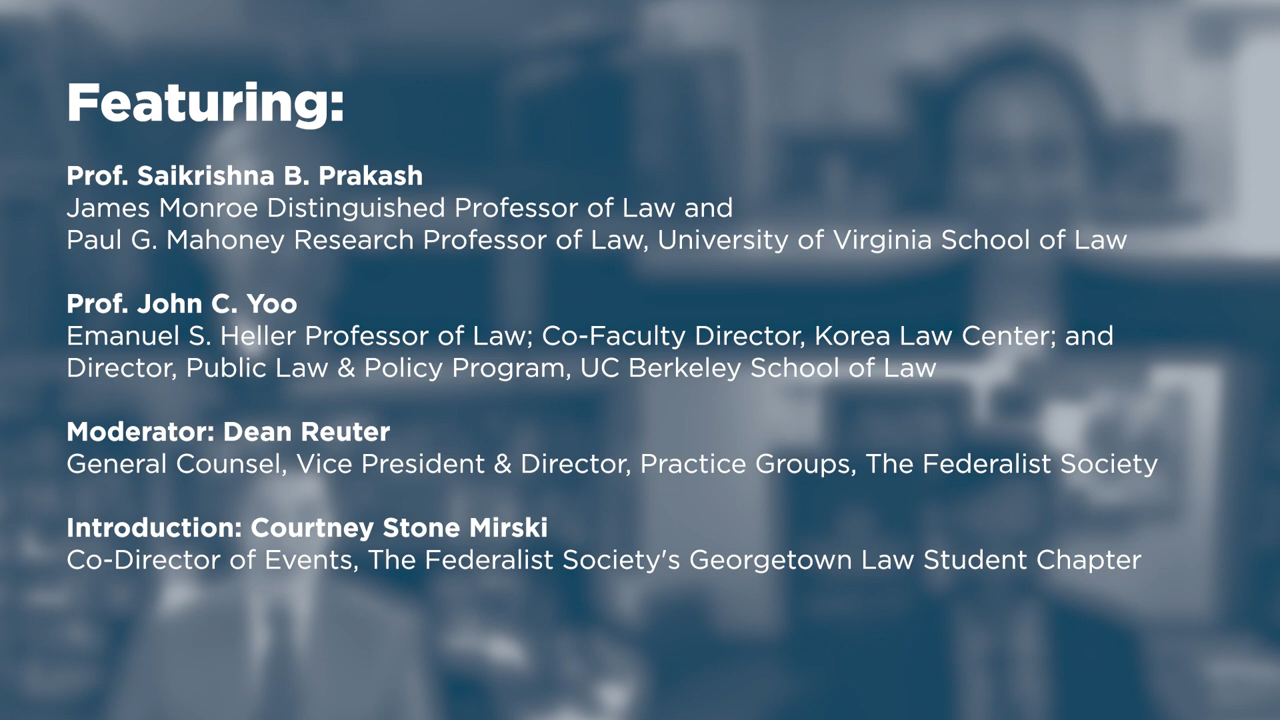 Featuring:
Prof. Saikrishna B. Prakash
James Monroe Distinguished Professor of Law and
Paul G. Mahoney Research Professor of Law, University of Virginia School of Law
Prof. John C. Yoo
Emanuel S. Heller Professor of Law; Co-Faculty Director, Korea Law Center; and
Director, Public Law & Policy Program, UC Berkeley School of Law
Moderator: Dean Reuter
General Counsel, Vice President & Director, Practice Groups, The Federalist Society
Introduction: Courtney Stone Mirski
Co-Director of Events, The Federalist Society's Georgetown Law Student Chapter